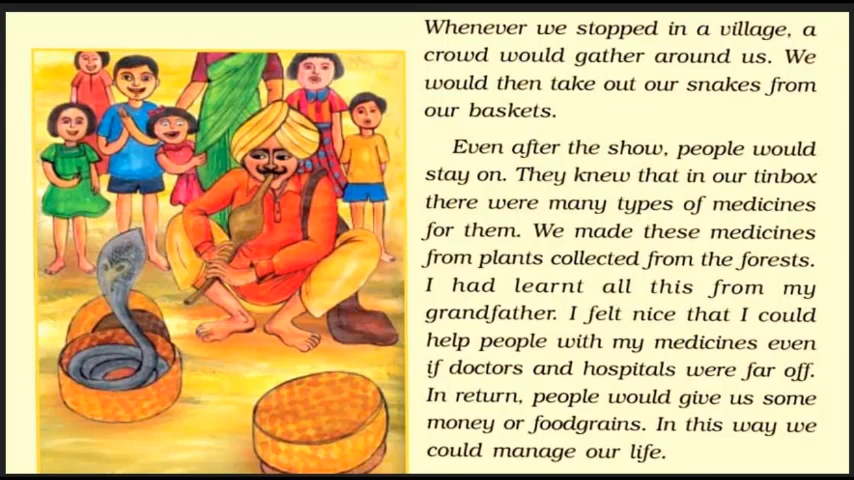 Whenever we stopped in a village, a
crowd would gather around us. We
would then take out our snakes from
our baskets.
Even after the show, people would
stay on. They knew that in our tinbox
there were many types of medicines
for them. We made these medicines
from plants collected from the forests.
I had learnt all this from my
grandfather. I felt nice that I could
help people with my medicines even
if doctors and hospitals were far off.
In return, people would give us some
money or foodgrains. In this way we
could manage our life.